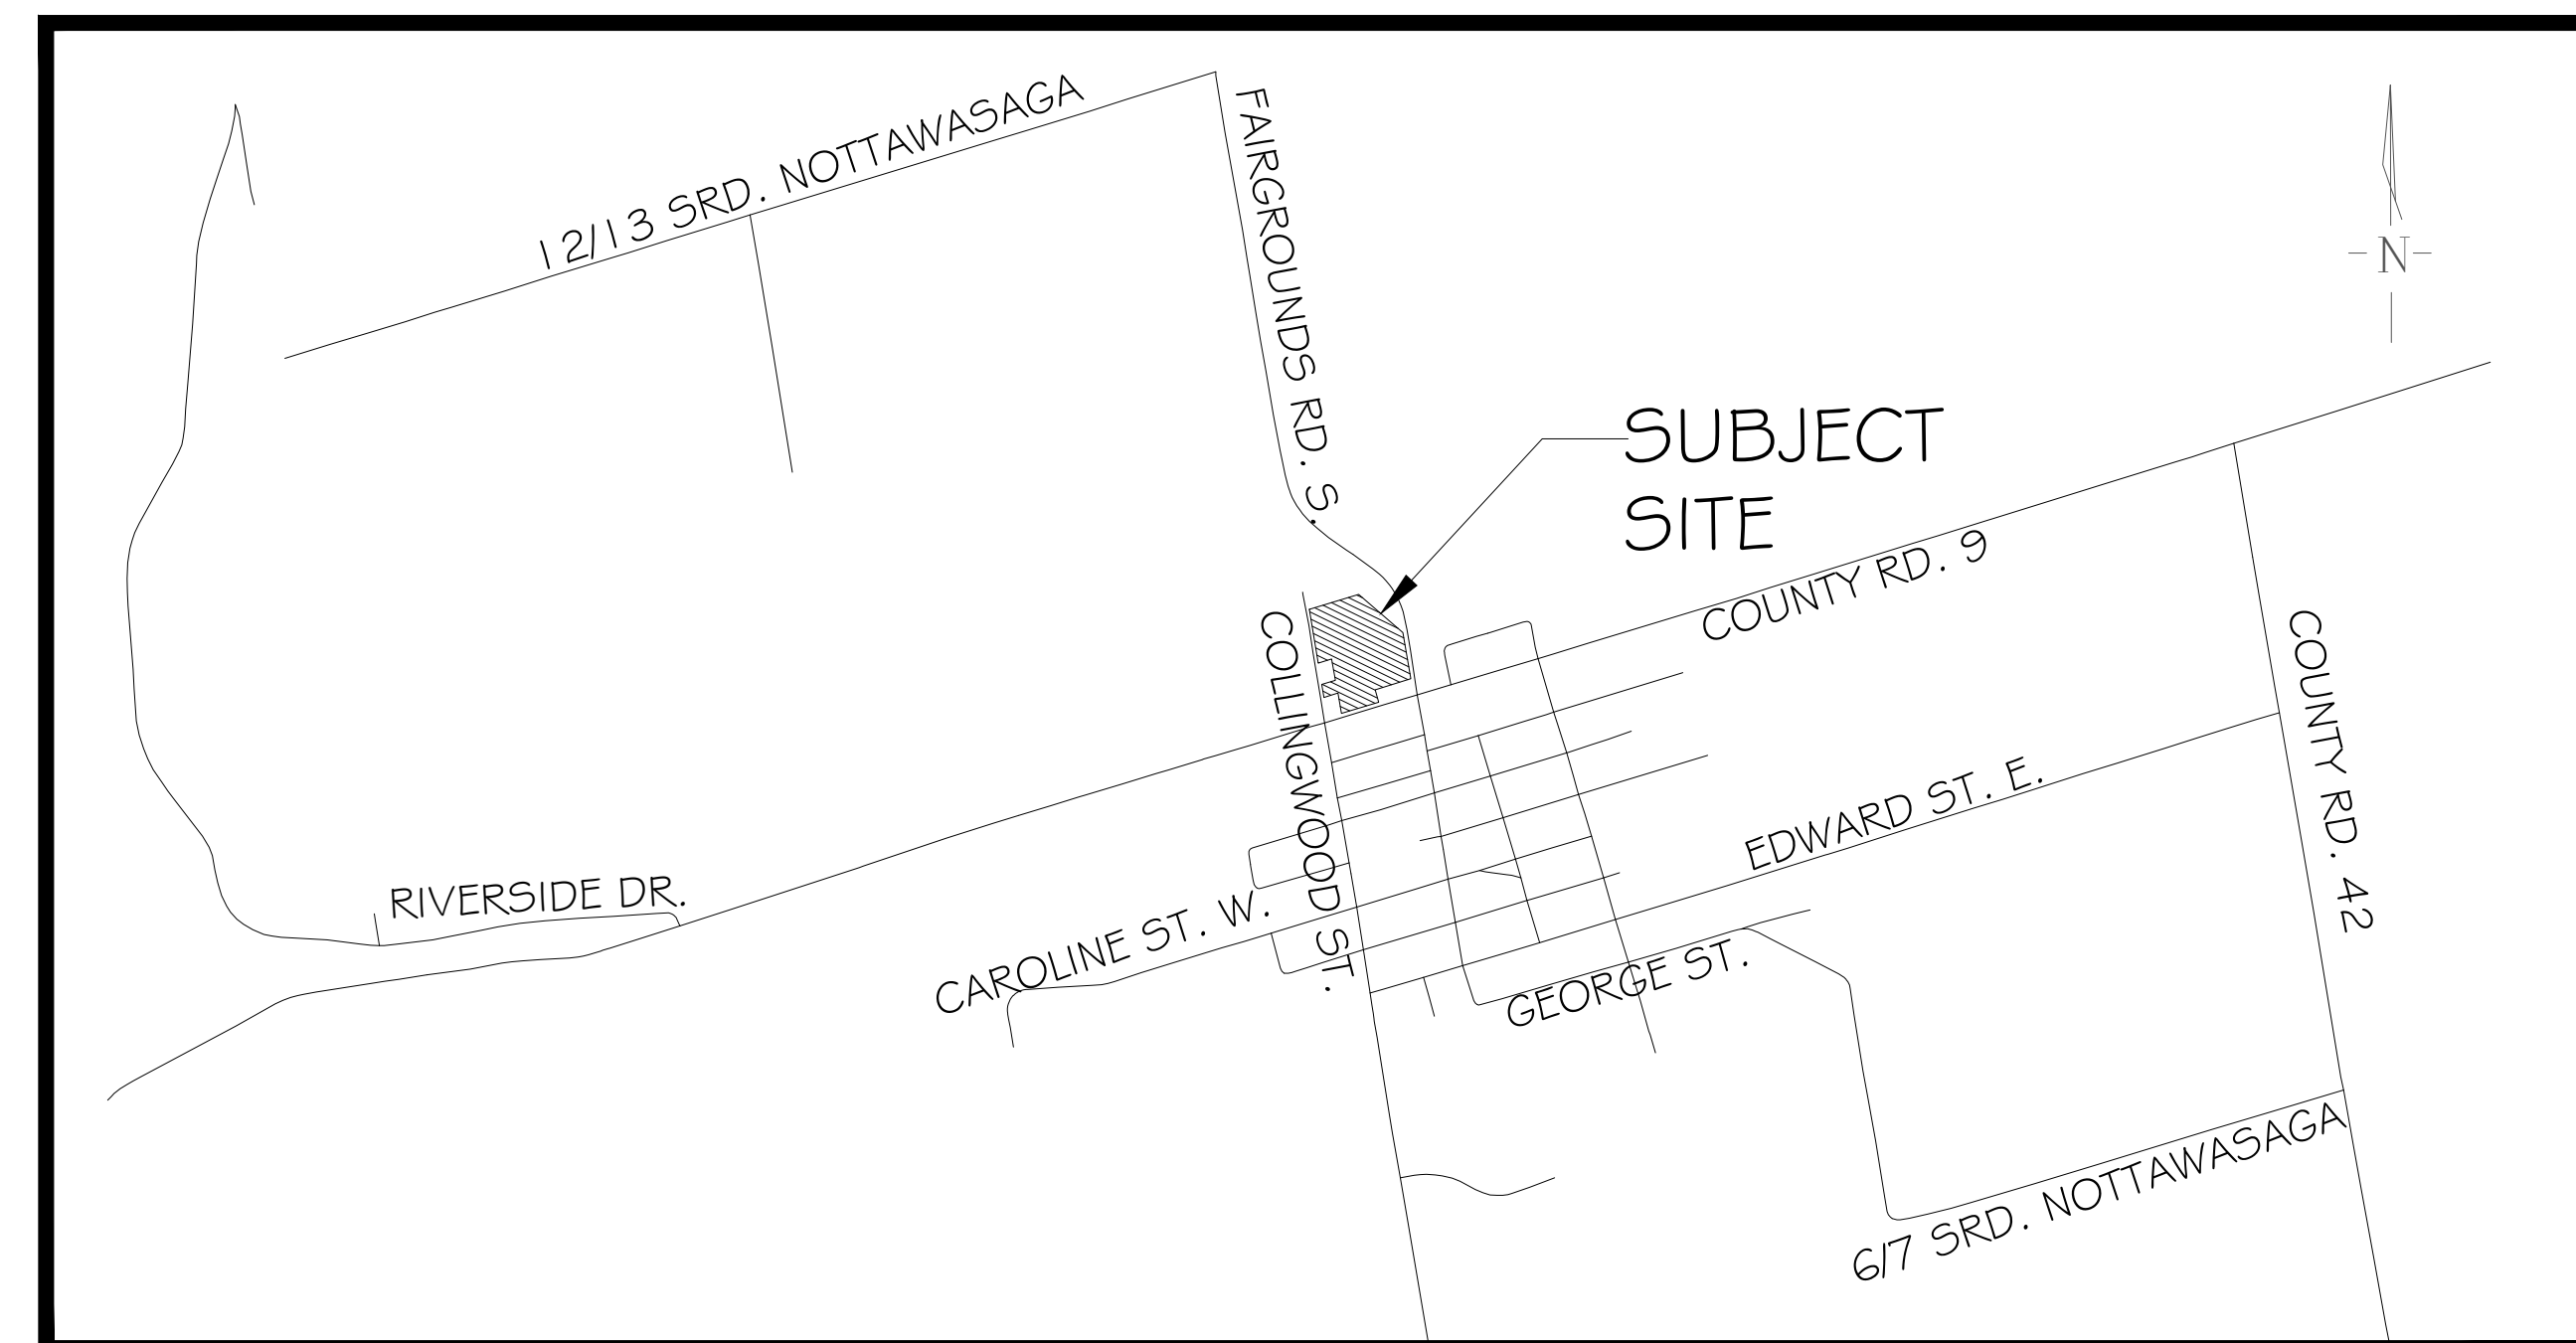 12/13 SRD. NOTTAWASAGA
FAIRGROUNDS RD. S.
- N -
SUBJECT
SITE
COUNTY RD. 9
COLLINGWOOD ST.
COUNTY RD. 42
EDWARD ST. E.
RIVERSIDE DR.
CAROLINE ST. W.
GEORGE ST.
6/7 SRD. NOTTAWASAGA